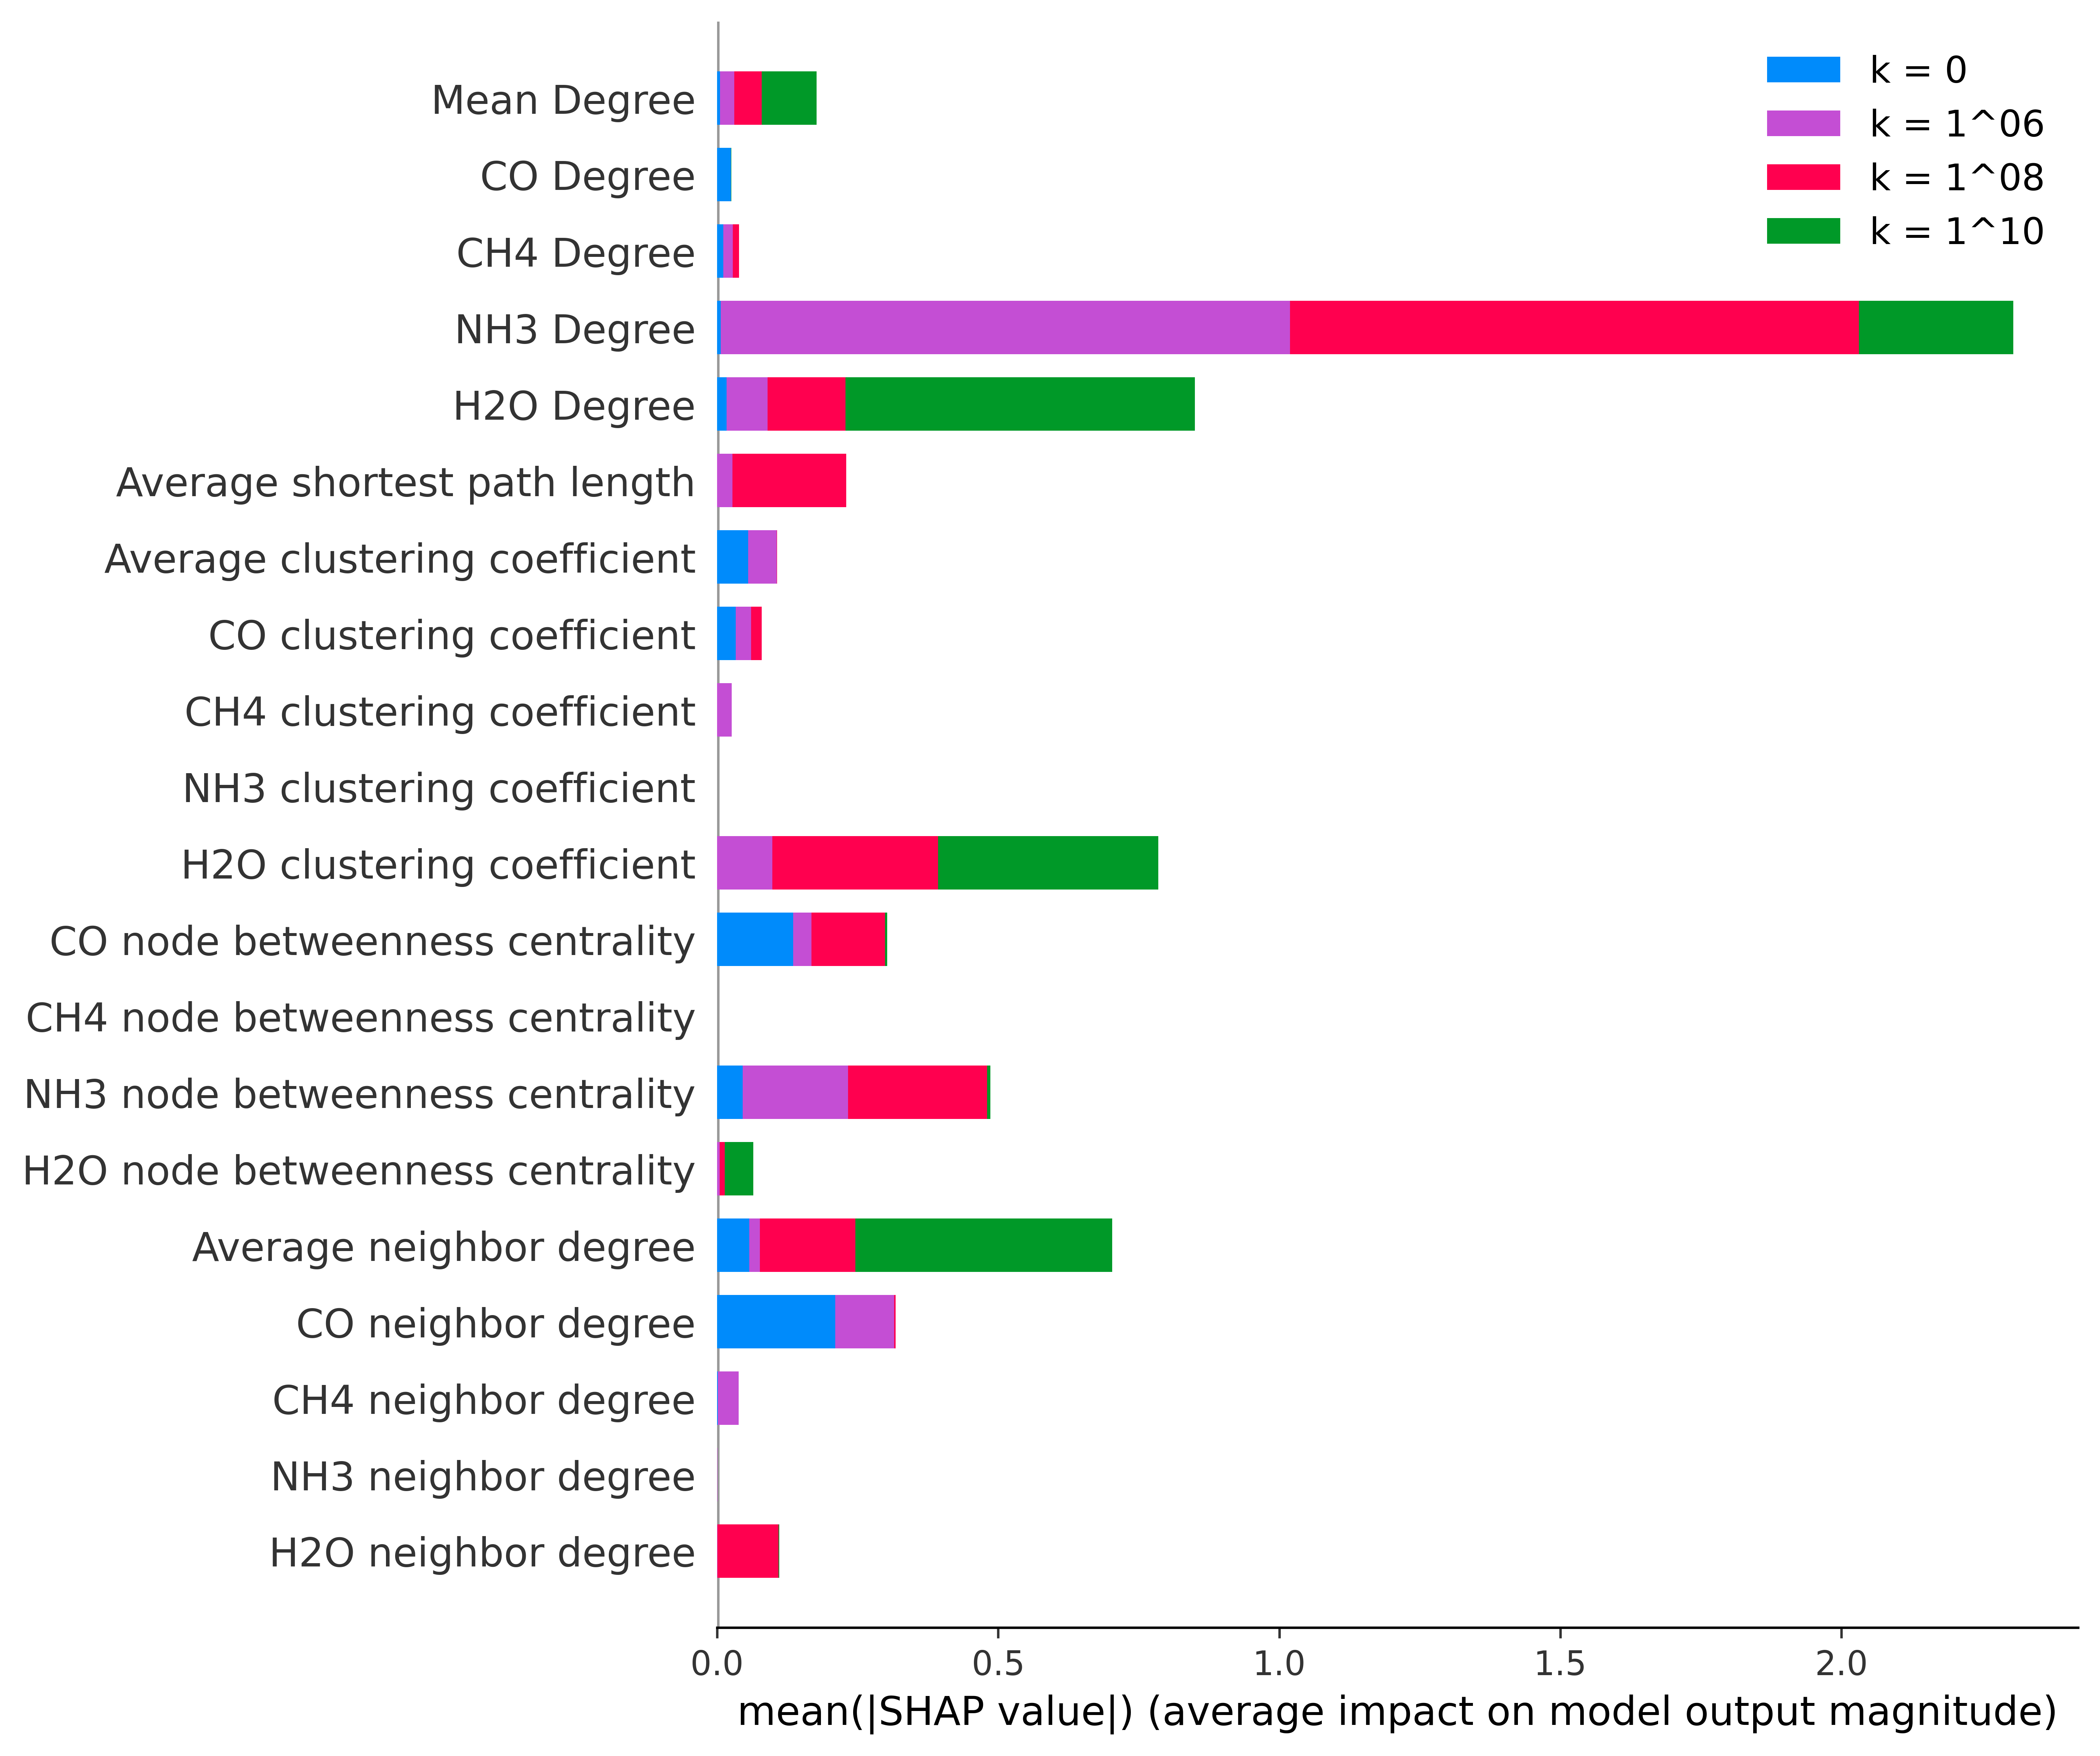 Mean Degree
CO Degree
CH4 Degree
NH3 Degree
H2O Degree
Average shortest path length
Average clustering coefficient
CO clustering coefficient
CH4 clustering coefficient
NH3 clustering coefficient
H2O clustering coefficient
CO node betweenness centrality
CH4 node betweenness centrality
NH3 node betweenness centrality
H2O node betweenness centrality
Average neighbor degree
CO neighbor degree
CH4 neighbor degree
NH3 neighbor degree
H2O neighbor degree
k = 0
k = 1^06
k = 1^08
k = 1^10
0.0 0.5 1.0 1.5 2.0
mean(|SHAP value|) (average impact on model output magnitude)